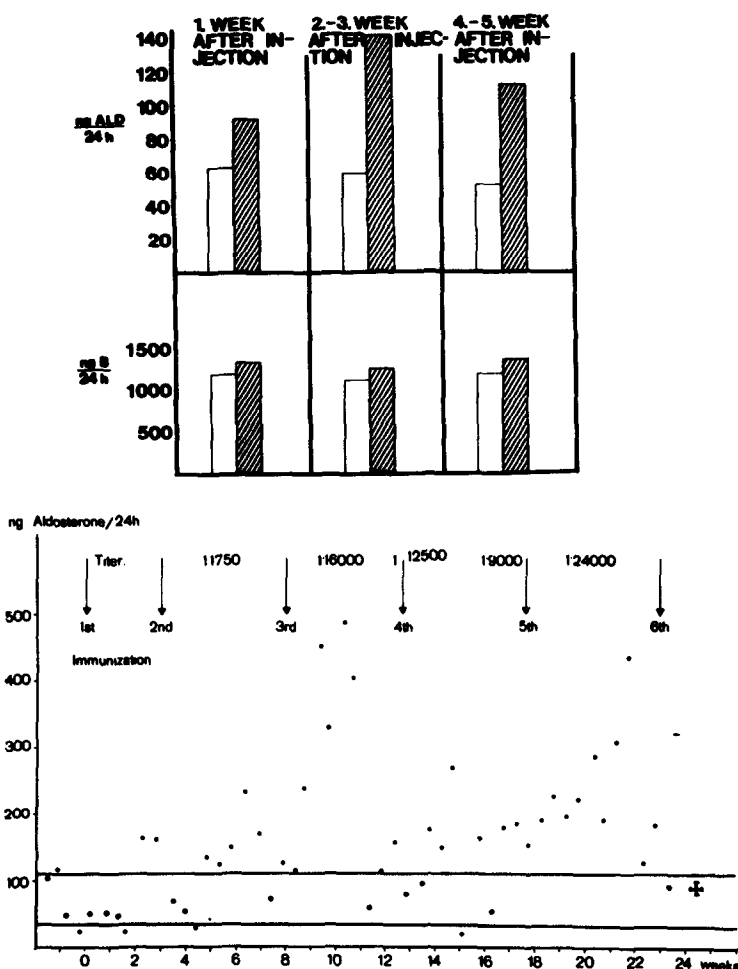 1. WEEK AFTER IN-JECTION
2.-3. WEEK AFTER INJEC-TION
4.-5. WEEK AFTER IN-JECTION
140
120
100
80
60
40
20
ng ALD
24 h
1500
1000
500
ng B
24 h
ng Aldosterone/24h
Titer. 1:1750 1:16000 1:12500 1:9000 1:24000
1st 2nd 3rd 4th 5th 6th
Immunization
500
400
300
200
100
0 2 4 6 8 10 12 14 16 18 20 22 24 weeks